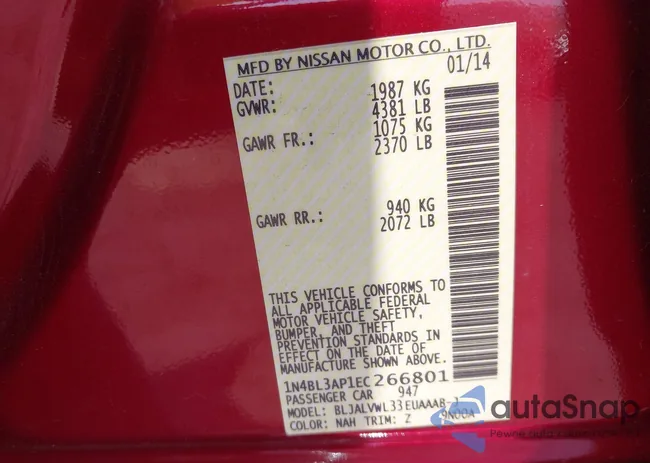 MFD BY NISSAN MOTOR CO., LTD.
DATE: 01/14
GVWR: 1987 KG
4381 LB
GAWR FR.: 1075 KG
2370 LB
GAWR RR.: 940 KG
2072 LB
THIS VEHICLE CONFORMS TO
ALL APPLICABLE FEDERAL
MOTOR VEHICLE SAFETY,
BUMPER, AND THEFT
PREVENTION STANDARDS IN
EFFECT ON THE DATE OF
MANUFACTURE SHOWN ABOVE.
1N4BL3AP1EC266801
PASSENGER CAR 947
MODEL: BLJALVWL33EUAAAB-J
9N00A
COLOR: NAH TRIM: Z
autoSnap
Pewne auto